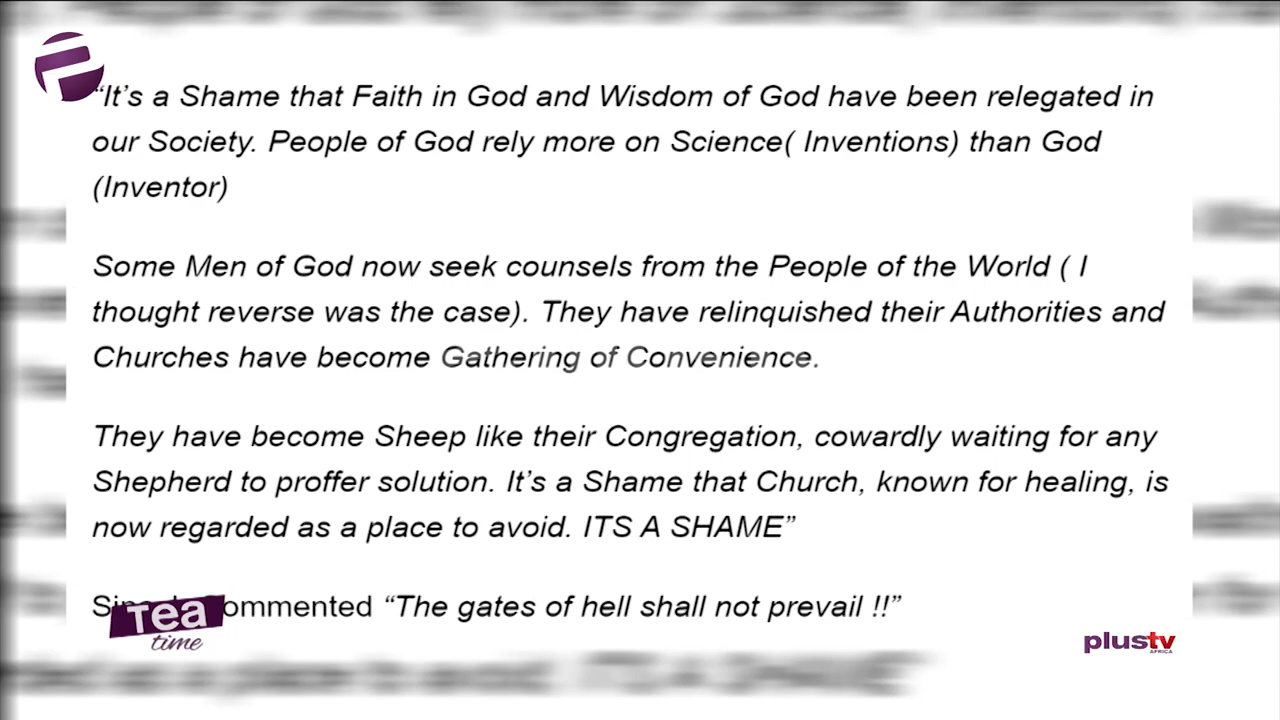 “It’s a Shame that Faith in God and Wisdom of God have been relegated in
our Society. People of God rely more on Science( Inventions) than God
(Inventor)
Some Men of God now seek counsels from the People of the World ( I
thought reverse was the case). They have relinquished their Authorities and
Churches have become Gathering of Convenience.
They have become Sheep like their Congregation, cowardly waiting for any
Shepherd to proffer solution. It’s a Shame that Church, known for healing, is
now regarded as a place to avoid. ITS A SHAME”
commented “The gates of hell shall not prevail !!”
Tea
time
plustv
AFRICA